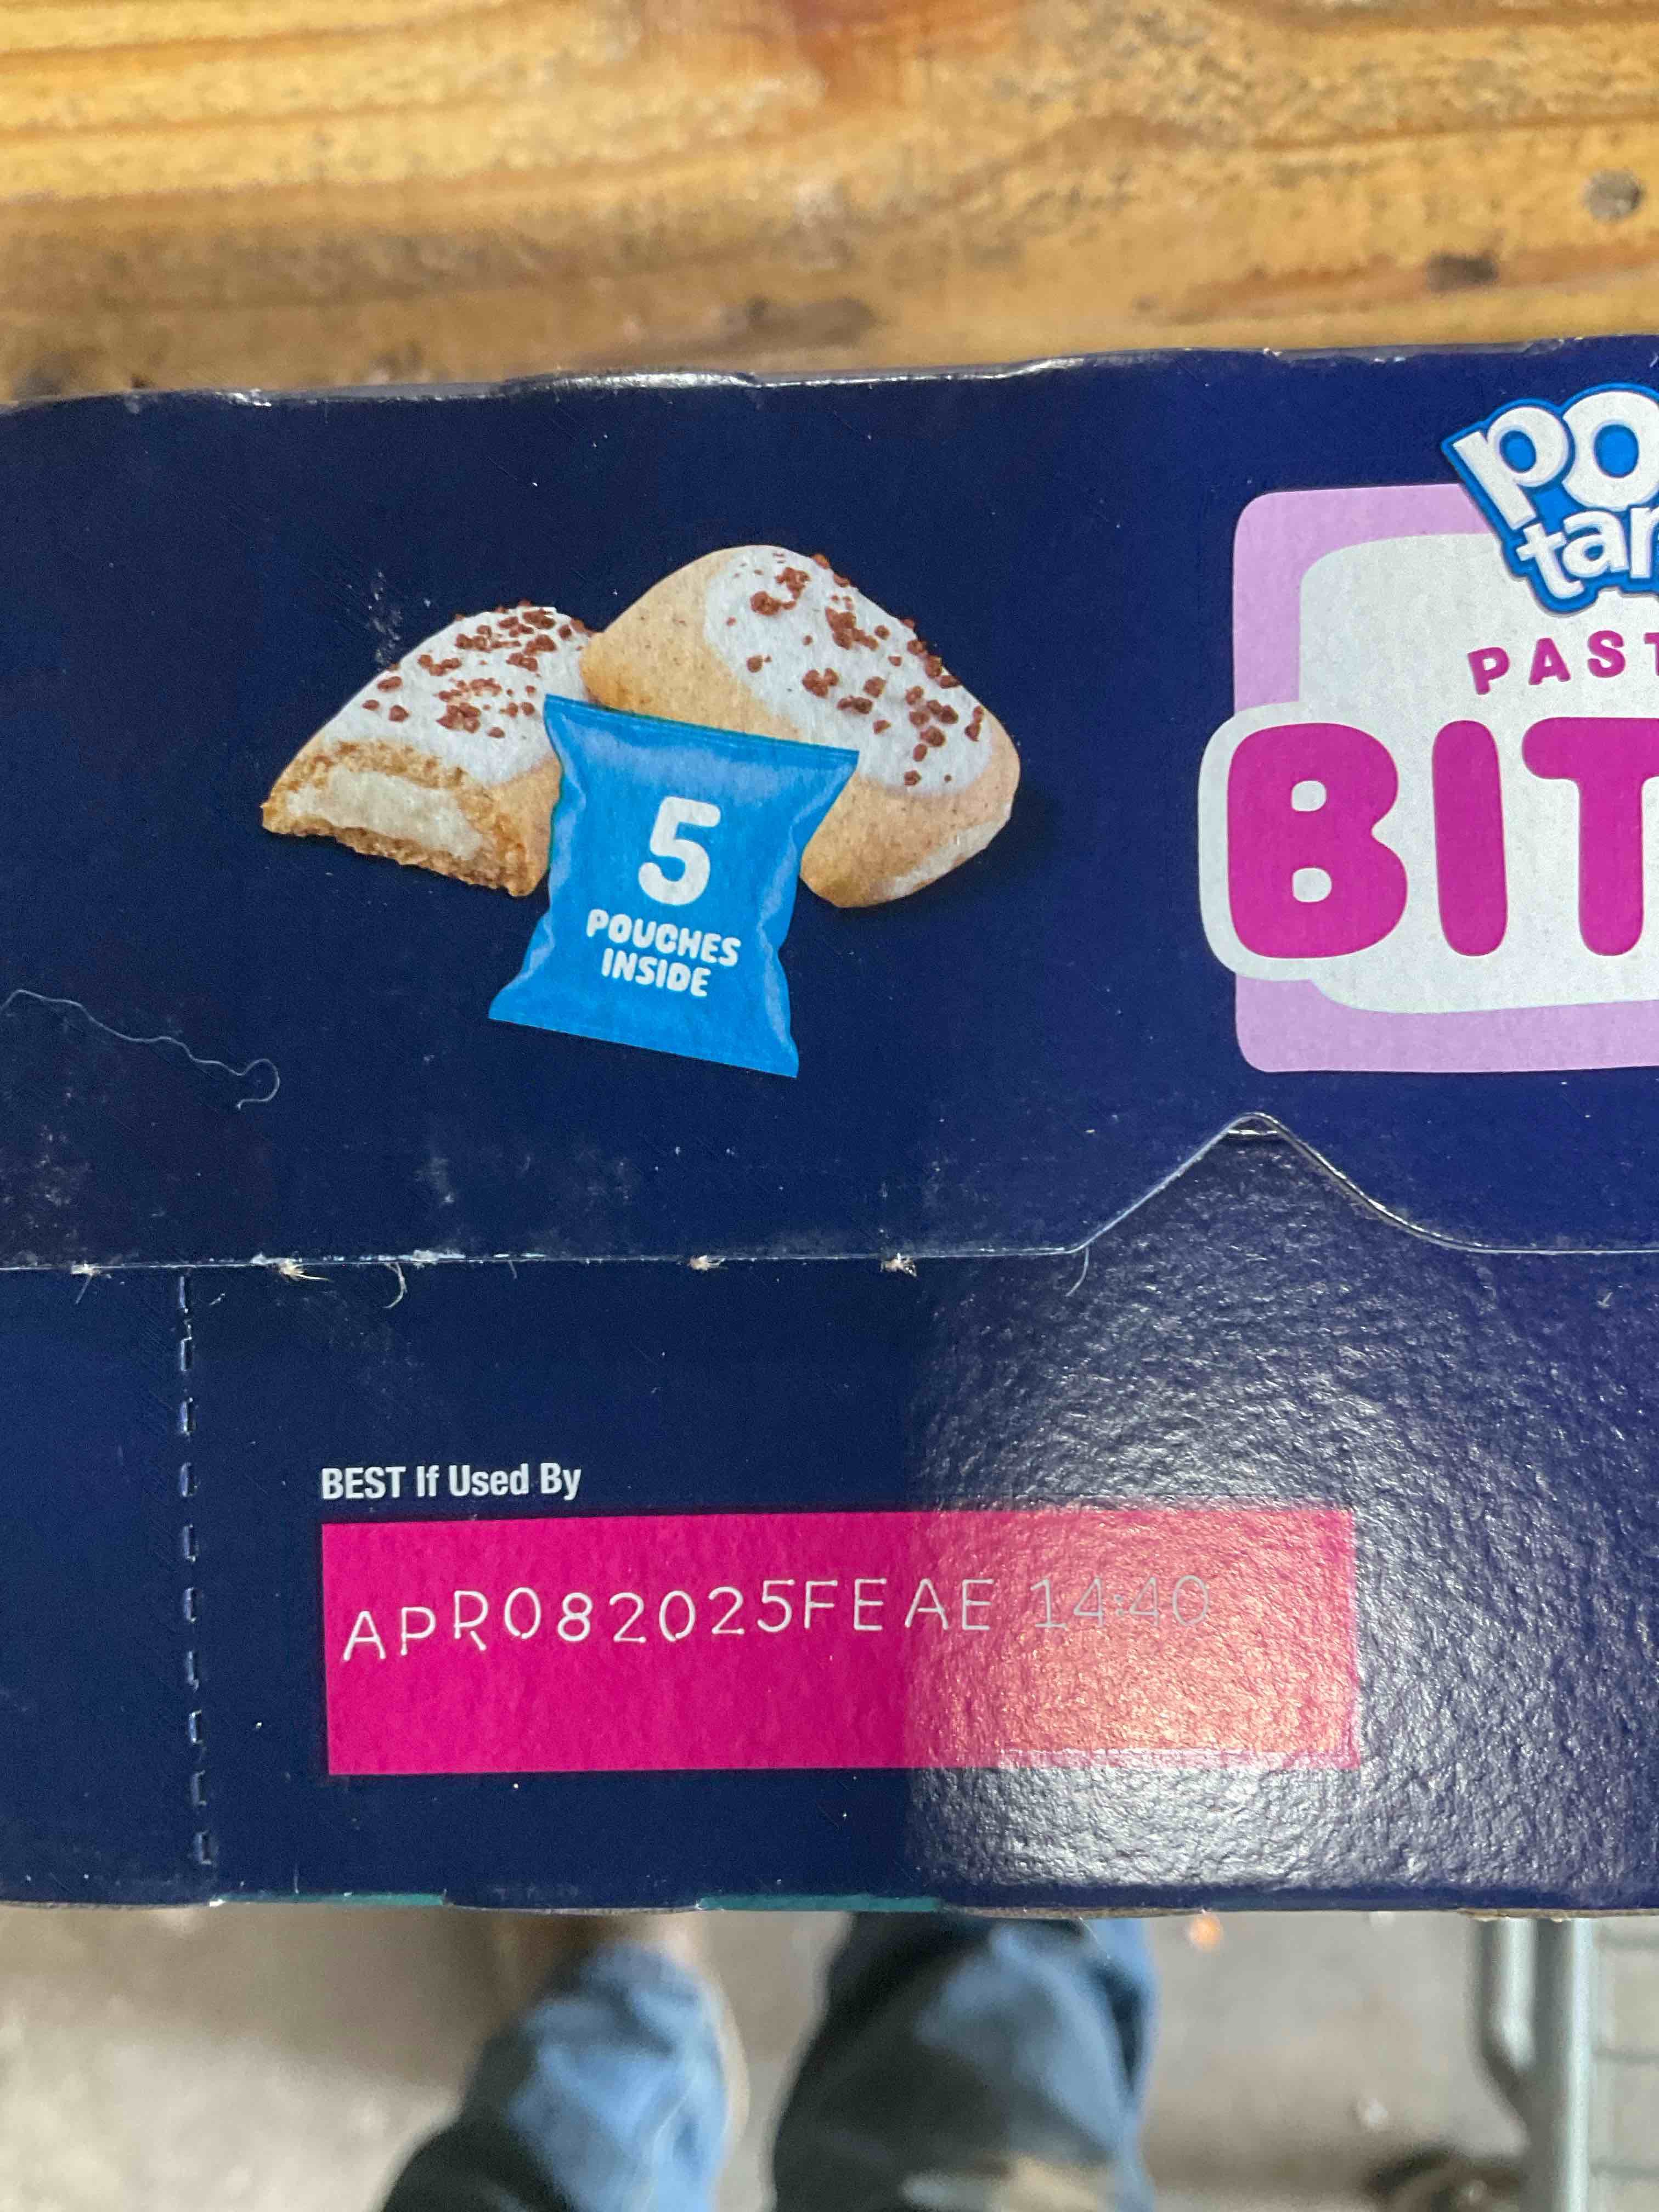 PO
tar
PAST
BIT
5
POUCHES
INSIDE
BEST If Used By
APR082025FEAE 14:40